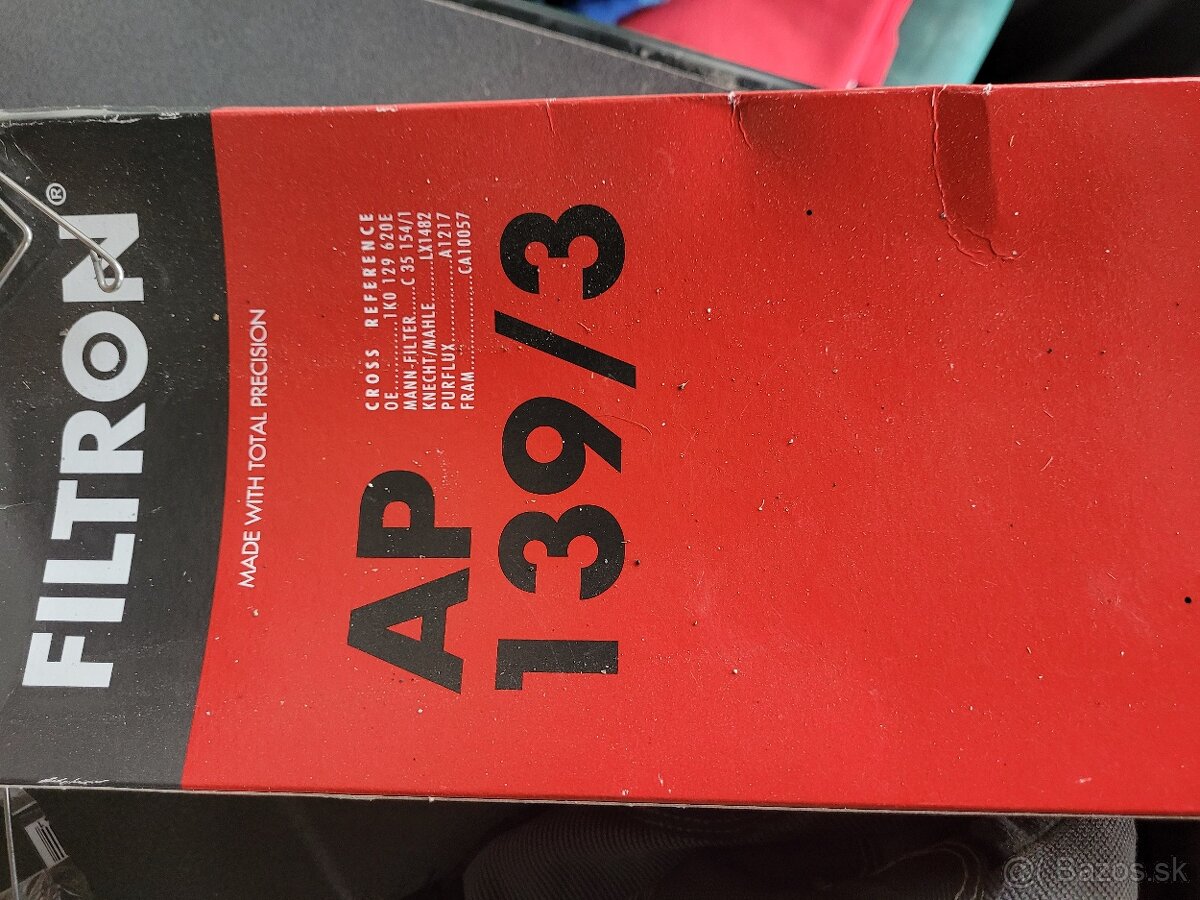 FILTRON®
MADE WITH TOTAL PRECISION
AP
139/3
CROSS REFERENCE
OE............1K0 129 620E
MANN-FILTER......C 35 154/1
KNECHT/MAHLE........LX1482
PURFLUX................A1217
FRAM..................CA10057
Bazos.sk